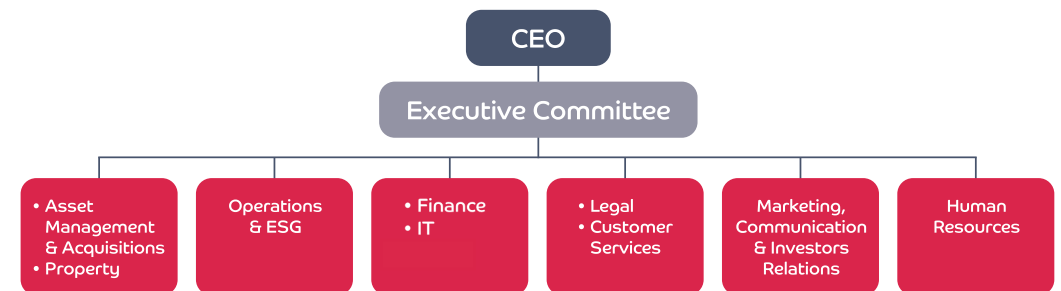 CEO
Executive Committee
• Asset
Management
& Acquisitions
• Property
Operations
& ESG
• Finance
• IT
• Legal
• Customer
Services
Marketing,
Communication
& Investors
Relations
Human
Resources